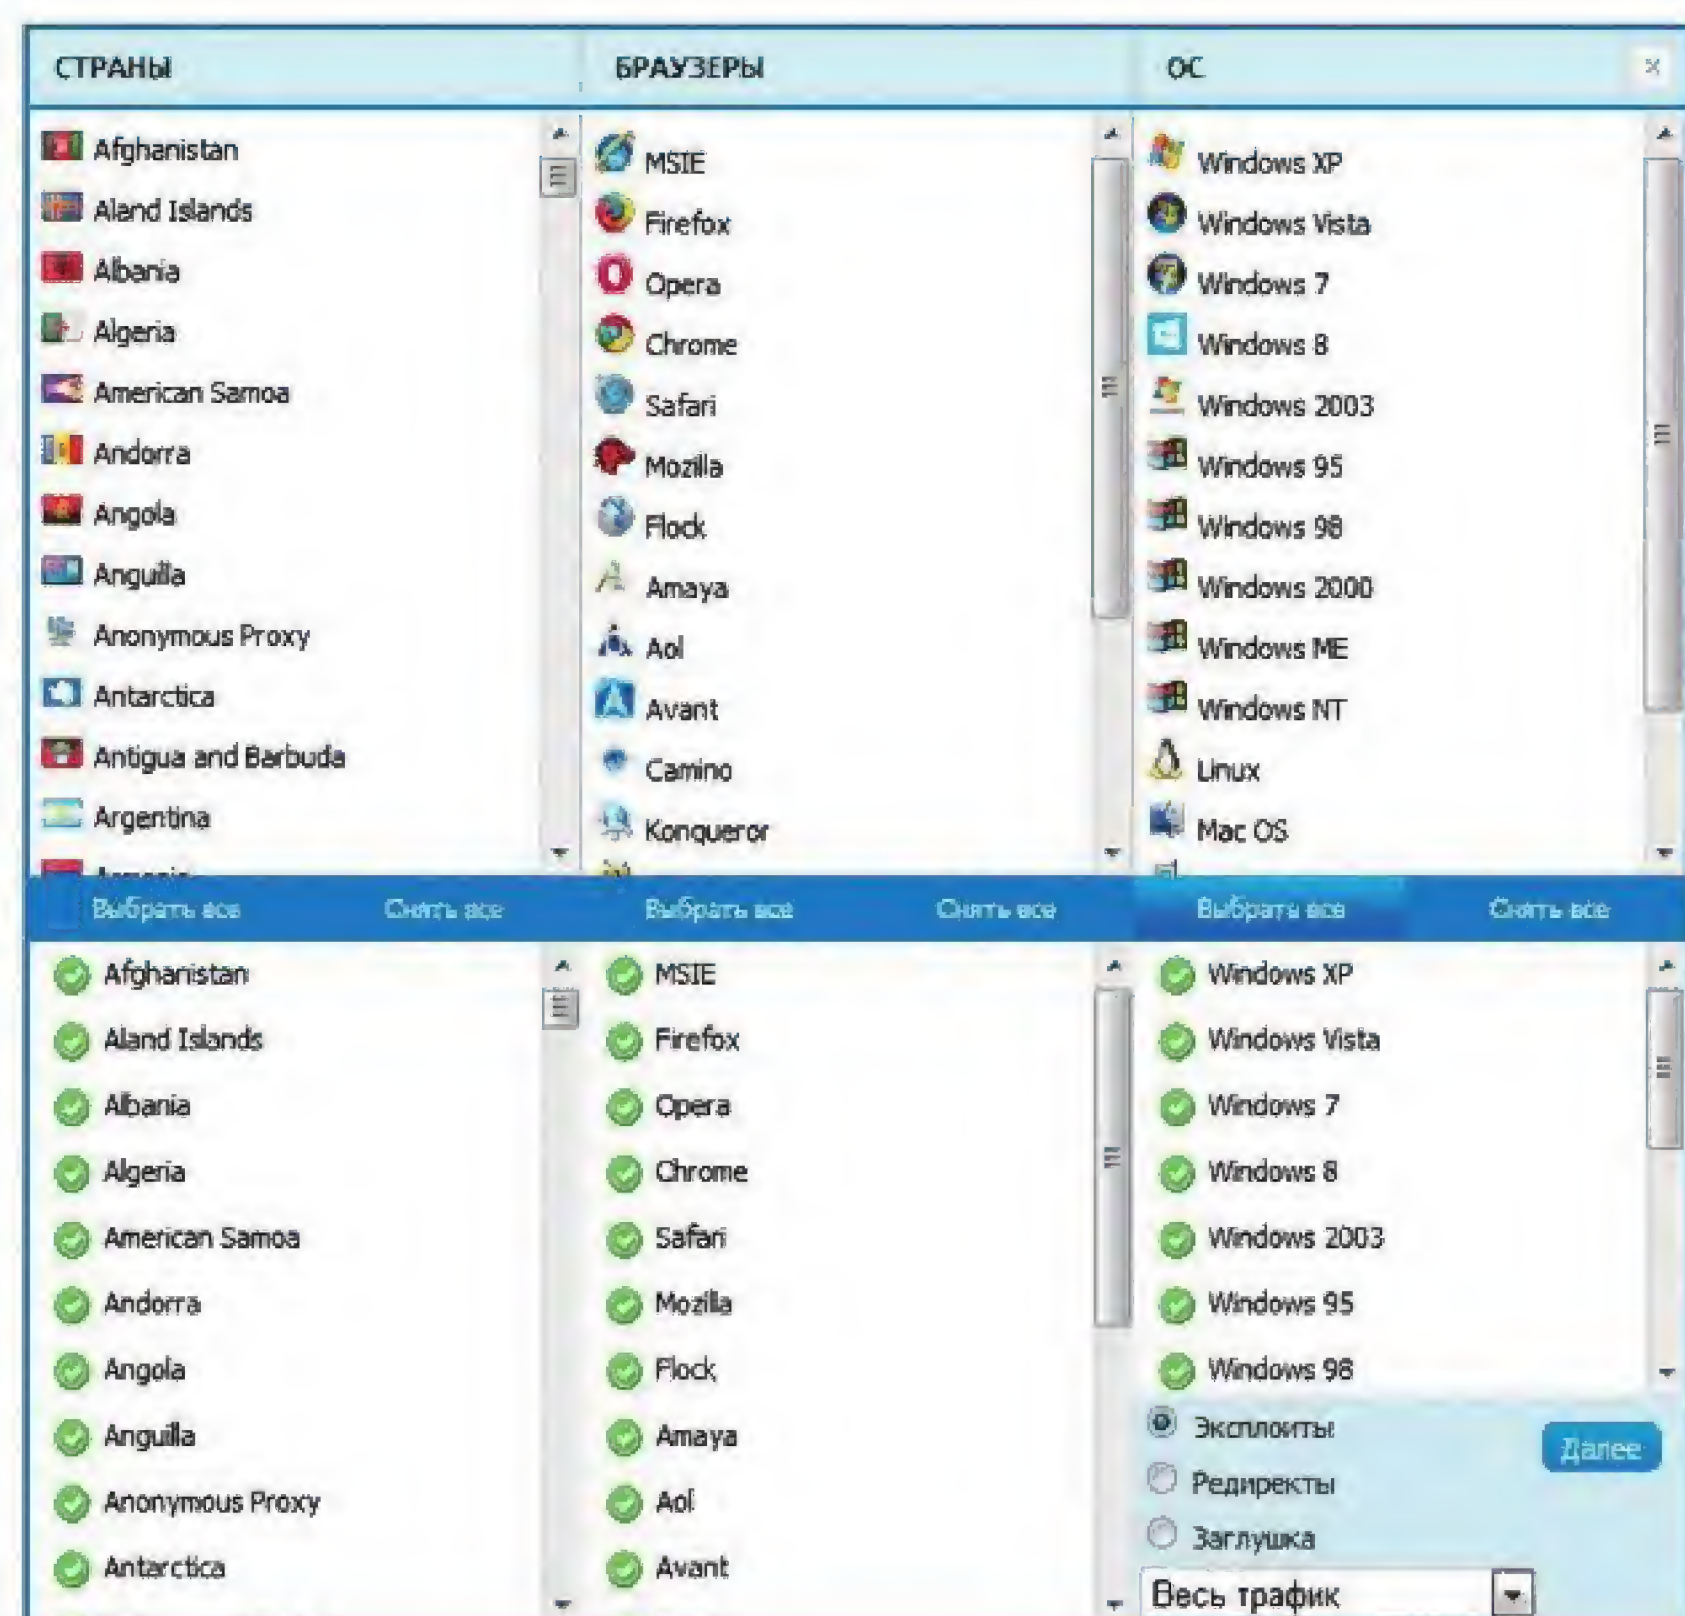 СТРАНЫ БРАУЗЕРЫ ОС
Afghanistan MSIE Windows XP
Aland Islands Firefox Windows Vista
Albania Opera Windows 7
Algeria Chrome Windows 8
American Samoa Safari Windows 2003
Andorra Mozilla Windows 95
Angola Flock Windows 98
Anguilla Amaya Windows 2000
Anonymous Proxy Aol Windows ME
Antarctica Avant Windows NT
Antigua and Barbuda Camino Linux
Argentina Konqueror Mac OS
Выбрать все Снять все Выбрать все Снять все Выбрать все Снять все
Afghanistan MSIE Windows XP
Aland Islands Firefox Windows Vista
Albania Opera Windows 7
Algeria Chrome Windows 8
American Samoa Safari Windows 2003
Andorra Mozilla Windows 95
Angola Flock Windows 98
Anguilla Amaya Эксплоиты Далее
Anonymous Proxy Aol Редиректы
Antarctica Avant Заглушка
Весь трафик